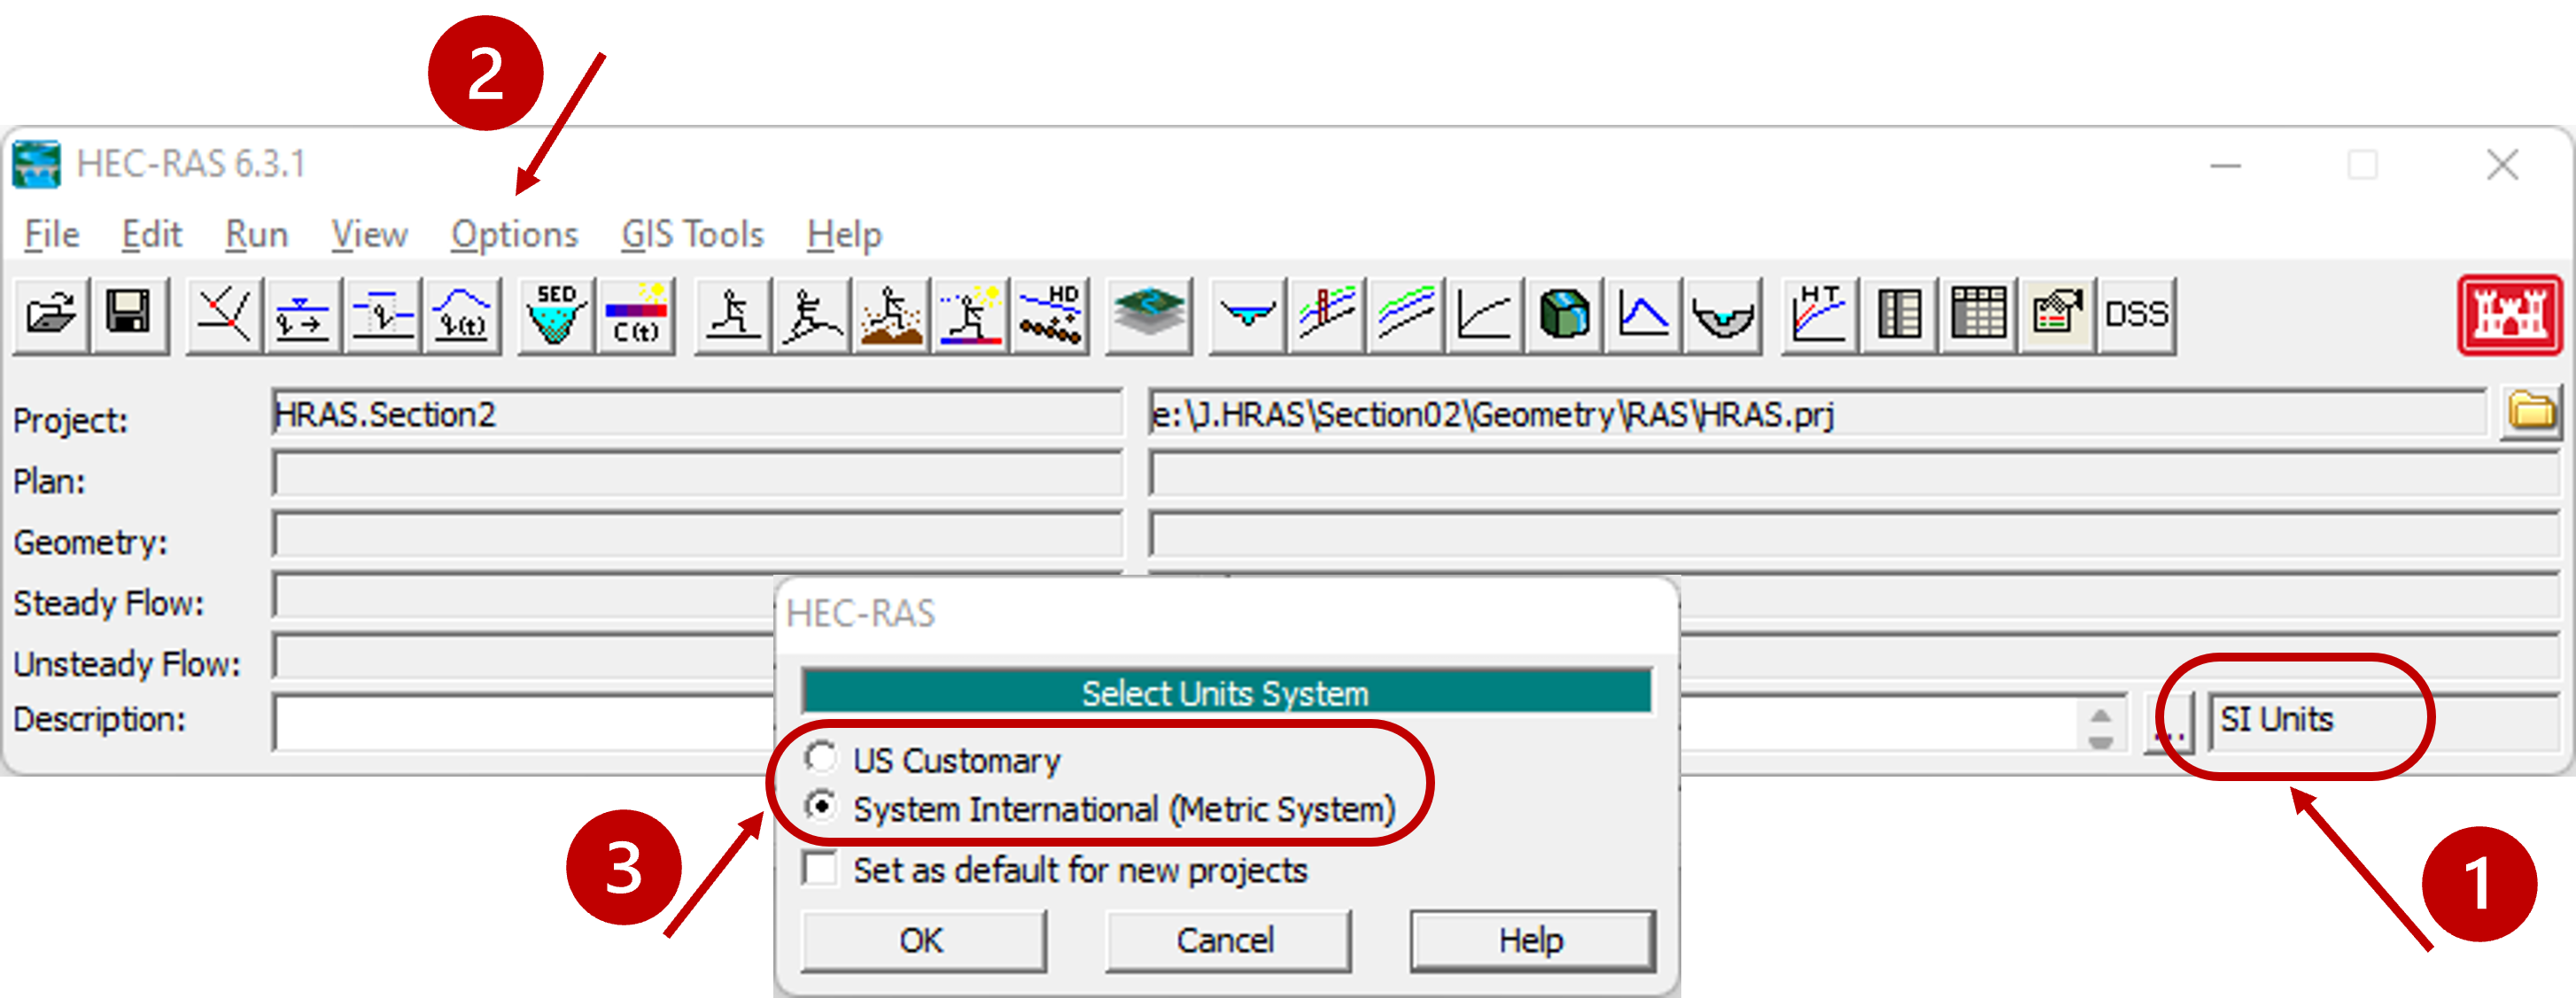 2
HEC-RAS 6.3.1
File Edit Run View Options GIS Tools Help
SED C(t) HD H T DSS
Project: HRAS.Section2 e:\J.HRAS\Section02\Geometry\RAS\HRAS.prj
Plan:
Geometry:
Steady Flow:
Unsteady Flow:
Description: ... SI Units
HEC-RAS
Select Units System
US Customary
System International (Metric System)
Set as default for new projects
OK Cancel Help
3
1